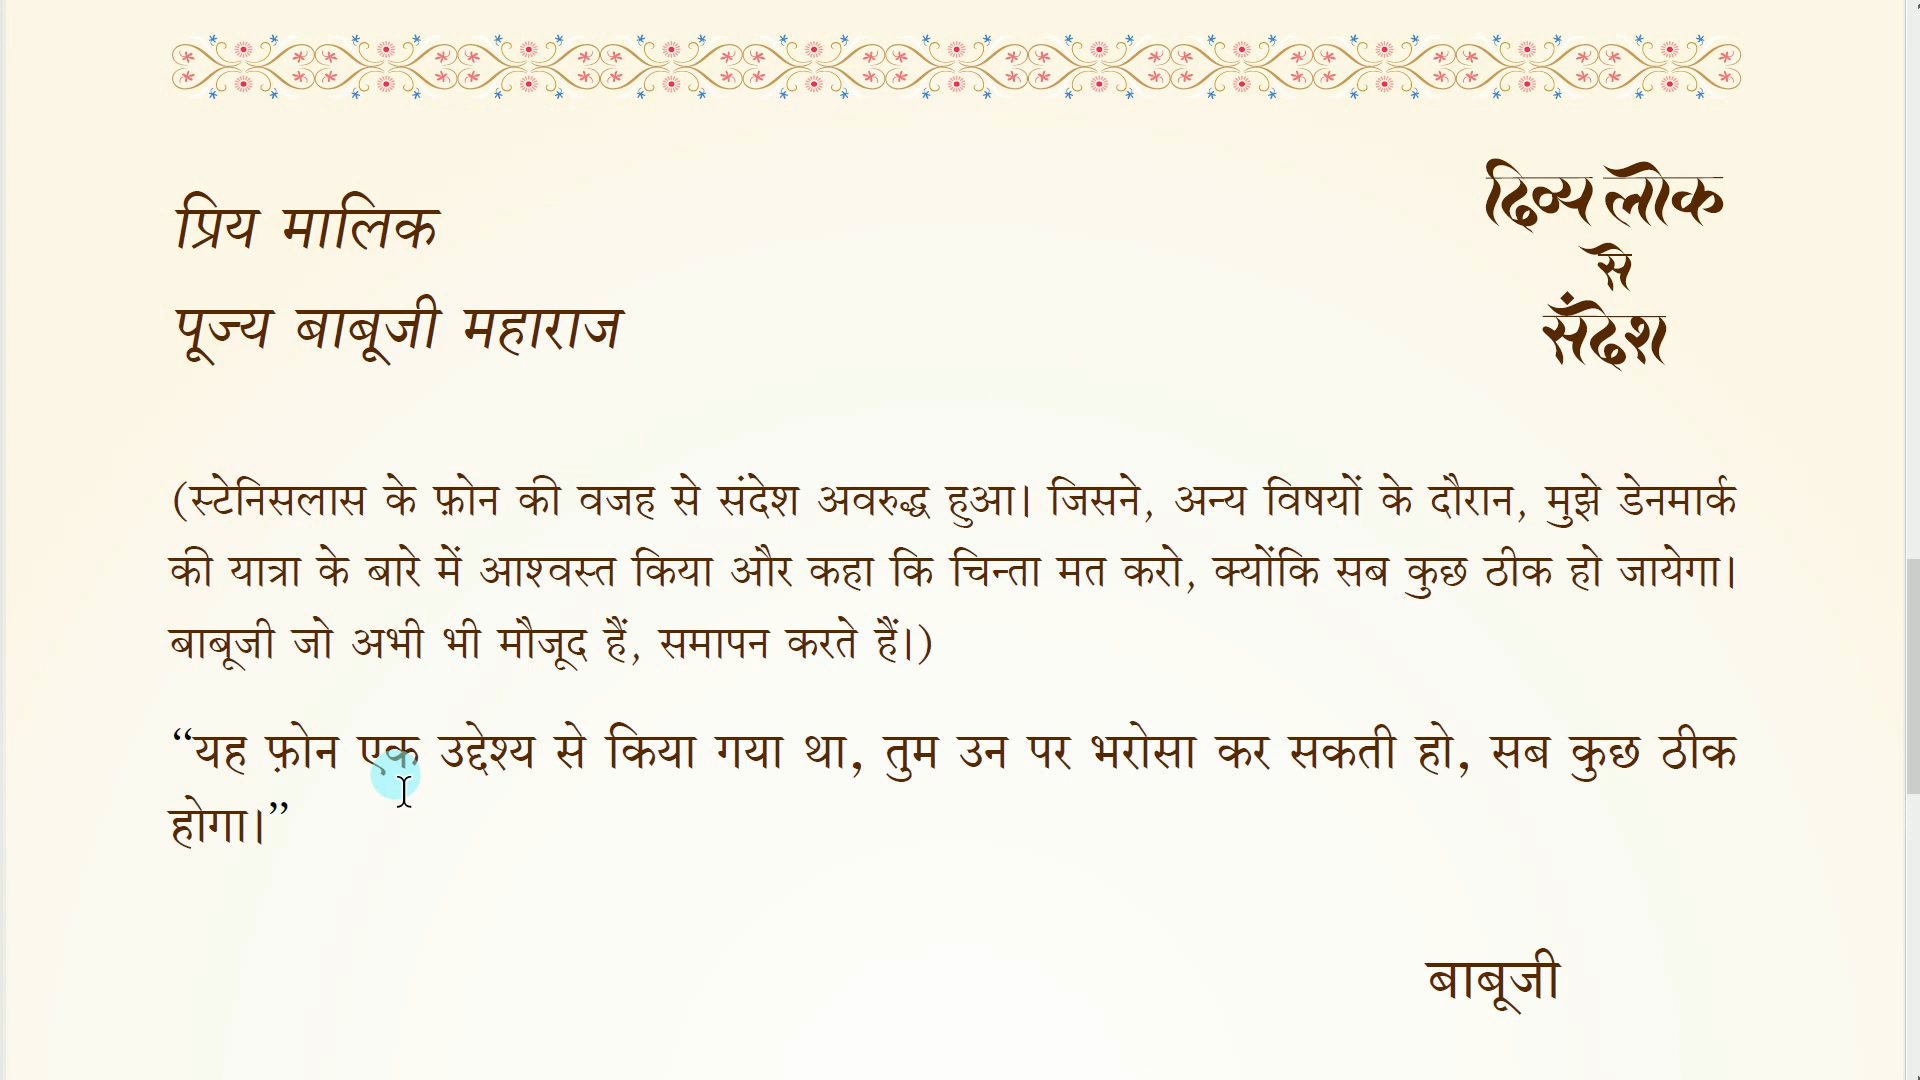 प्रिय मालिक
पूज्य बाबूजी महाराज
दिव्य लोक
से
संदेश
(स्टेनिसलास के फ़ोन की वजह से संदेश अवरुद्ध हुआ। जिसने, अन्य विषयों के दौरान, मुझे डेनमार्क
की यात्रा के बारे में आश्वस्त किया और कहा कि चिन्ता मत करो, क्योंकि सब कुछ ठीक हो जायेगा।
बाबूजी जो अभी भी मौजूद हैं, समापन करते हैं।)
“यह फ़ोन एक उद्देश्य से किया गया था, तुम उन पर भरोसा कर सकती हो, सब कुछ ठीक
होगा।”
बाबूजी